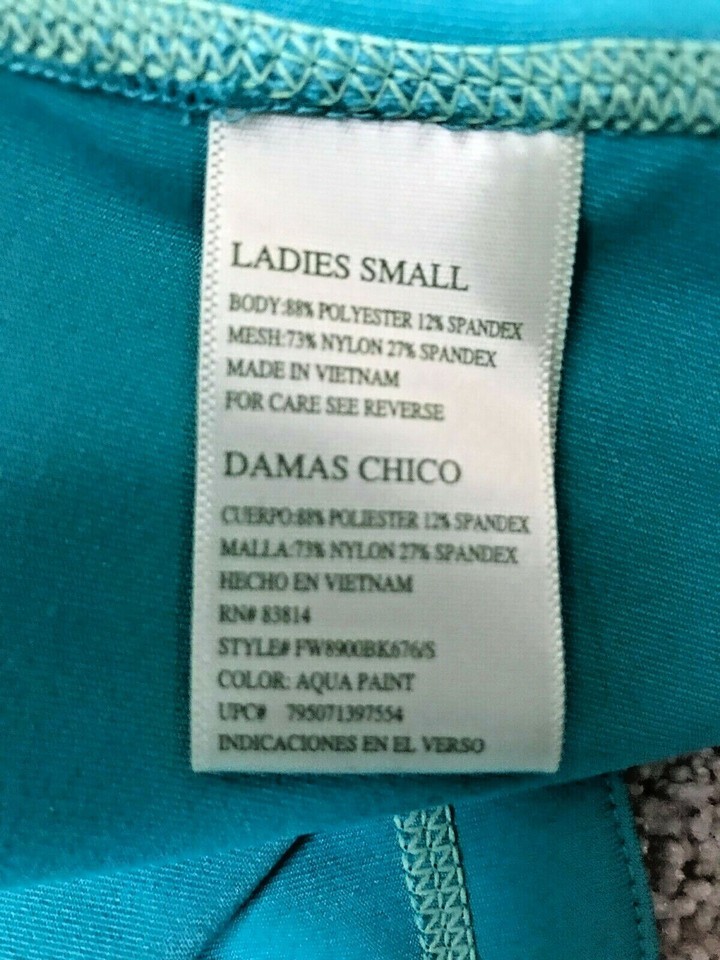 LADIES SMALL
BODY:88% POLYESTER 12% SPANDEX
MESH:73% NYLON 27% SPANDEX
MADE IN VIETNAM
FOR CARE SEE REVERSE
DAMAS CHICO
CUERPO:88% POLIESTER 12% SPANDEX
MALLA:73% NYLON 27% SPANDEX
HECHO EN VIETNAM
RN# 83814
STYLE# FW8900BK676/S
COLOR: AQUA PAINT
UPC# 795071397554
INDICACIONES EN EL VERSO